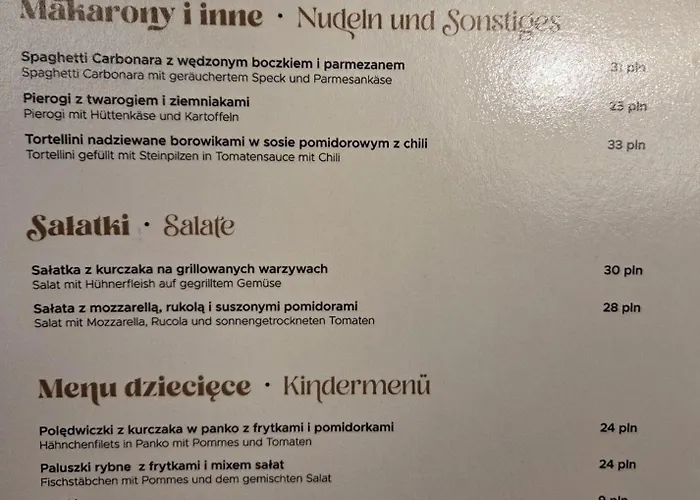 Makarony i inne · Nudeln und Sonstiges
Spaghetti Carbonara z wędzonym boczkiem i parmezanem 31 pln
Spaghetti Carbonara mit geräuchertem Speck und Parmesankäse
Pierogi z twarogiem i ziemniakami 23 pln
Pierogi mit Hüttenkäse und Kartoffeln
Tortellini nadziewane borowikami w sosie pomidorowym z chili 33 pln
Tortellini gefüllt mit Steinpilzen in Tomatensauce mit Chili
Sałatki · Salate
Sałatka z kurczaka na grillowanych warzywach 30 pln
Salat mit Hühnerfleish auf gegrilltem Gemüse
Sałata z mozzarellą, rukolą i suszonymi pomidorami 28 pln
Salat mit Mozzarella, Rucola und sonnengetrockneten Tomaten
Menu dziecięce · Kindermenü
Polędwiczki z kurczaka w panko z frytkami i pomidorkami 24 pln
Hähnchenfilets in Panko mit Pommes und Tomaten
Paluszki rybne z frytkami i mixem sałat 24 pln
Fischstäbchen mit Pommes und dem gemischten Salat